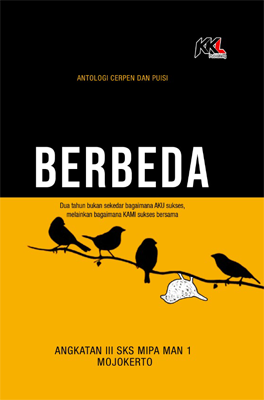 KKL
ANTOLOGI CERPEN DAN PUISI
BERBEDA
Dua tahun bukan sekedar bagaimana AKU sukses,
melainkan bagaimana KAMI sukses bersama
ANGKATAN III SKS MIPA MAN 1
MOJOKERTO